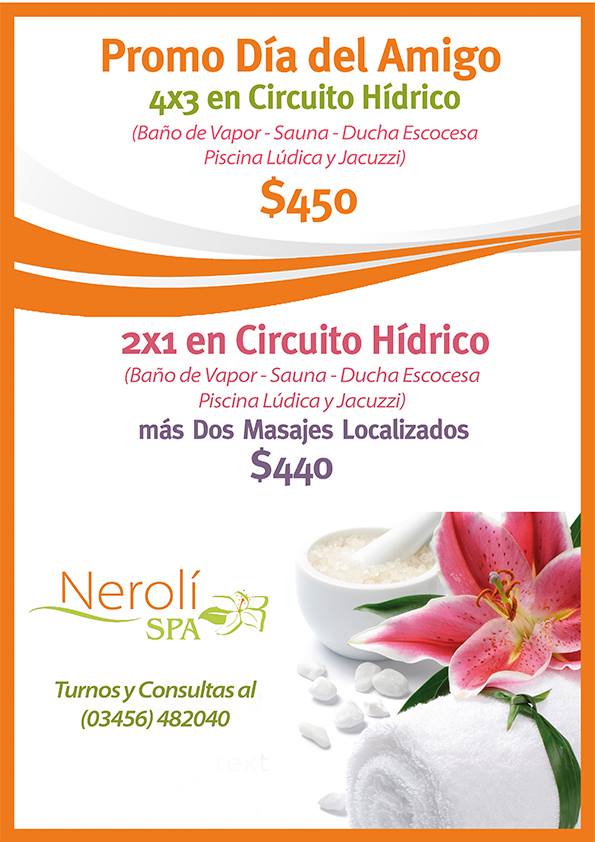 Promo Día del Amigo
4x3 en Circuito Hídrico
(Baño de Vapor - Sauna - Ducha Escocesa
Piscina Lúdica y Jacuzzi)
$450
2x1 en Circuito Hídrico
(Baño de Vapor - Sauna - Ducha Escocesa
Piscina Lúdica y Jacuzzi)
más Dos Masajes Localizados
$440
Nerolí
SPA
Turnos y Consultas al
(03456) 482040
text